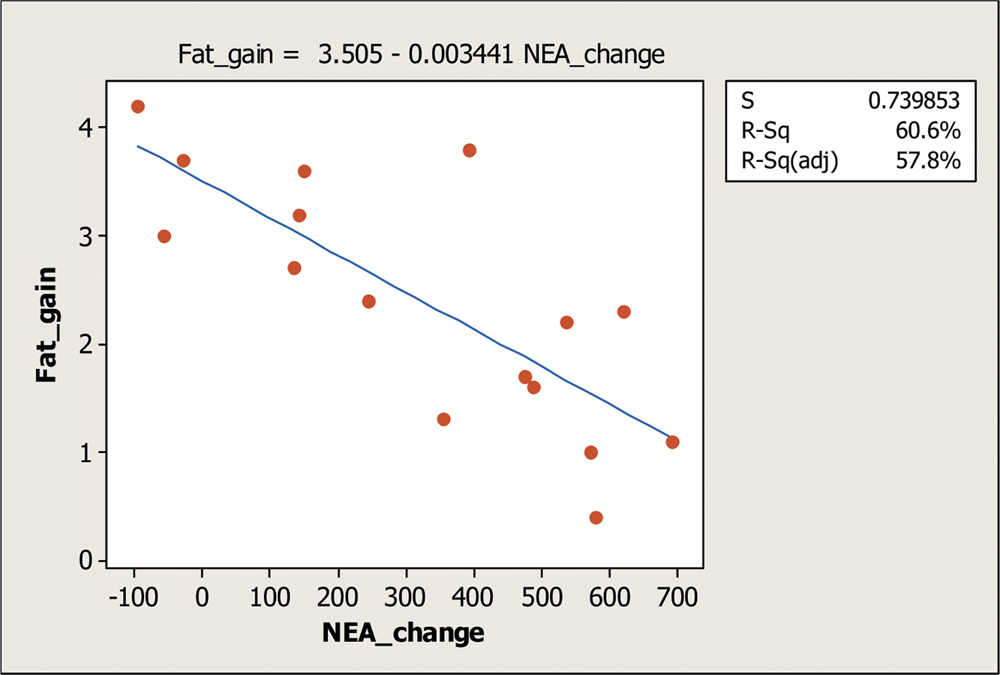 Fat_gain = 3.505 - 0.003441 NEA_change
S 0.739853
R-Sq 60.6%
R-Sq(adj) 57.8%
4
3
2
1
0
Fat_gain
-100 0 100 200 300 400 500 600 700
NEA_change